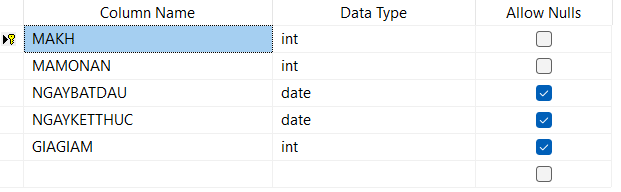 Column Name Data Type Allow Nulls
MAKH int
MAMONAN int
NGAYBATDAU date
NGAYKETTHUC date
GIAGIAM int